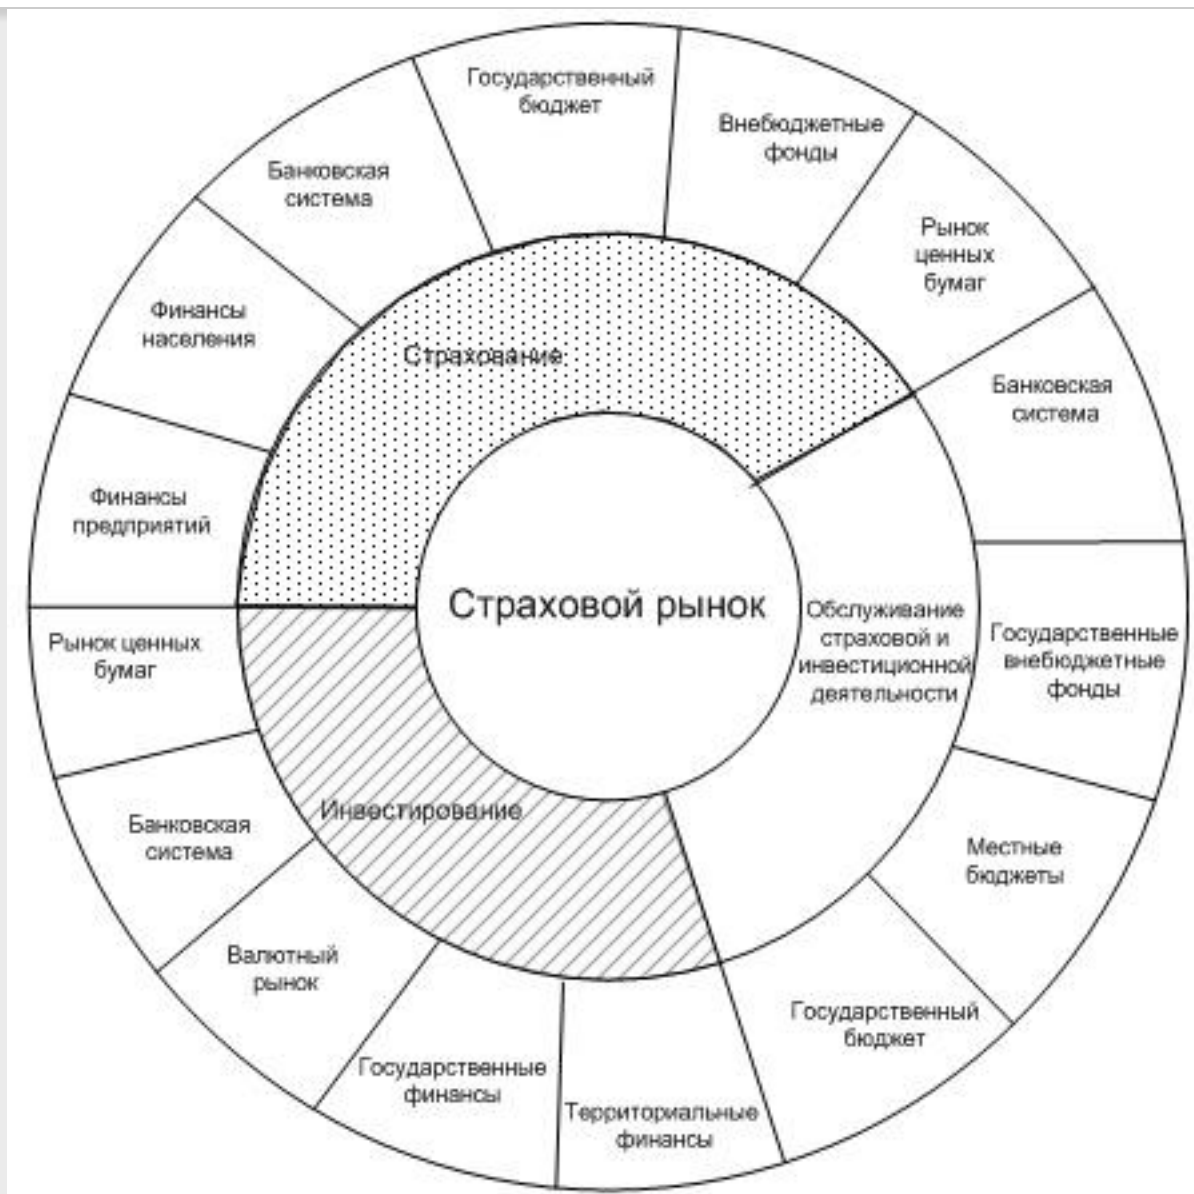 Государственный
бюджет
Внебюджетные
фонды
Банковская
система
Рынок
ценных
бумаг
Финансы
населения
Страхование
Банковская
система
Финансы
предприятий
Страховой рынок
Обслуживание
страховой и
инвестиционной
деятельности
Государственные
внебюджетные
фонды
Рынок ценных
бумаг
Инвестирование
Банковская
система
Местные
бюджеты
Валютный
рынок
Государственный
бюджет
Государственные
финансы
Территориальные
финансы